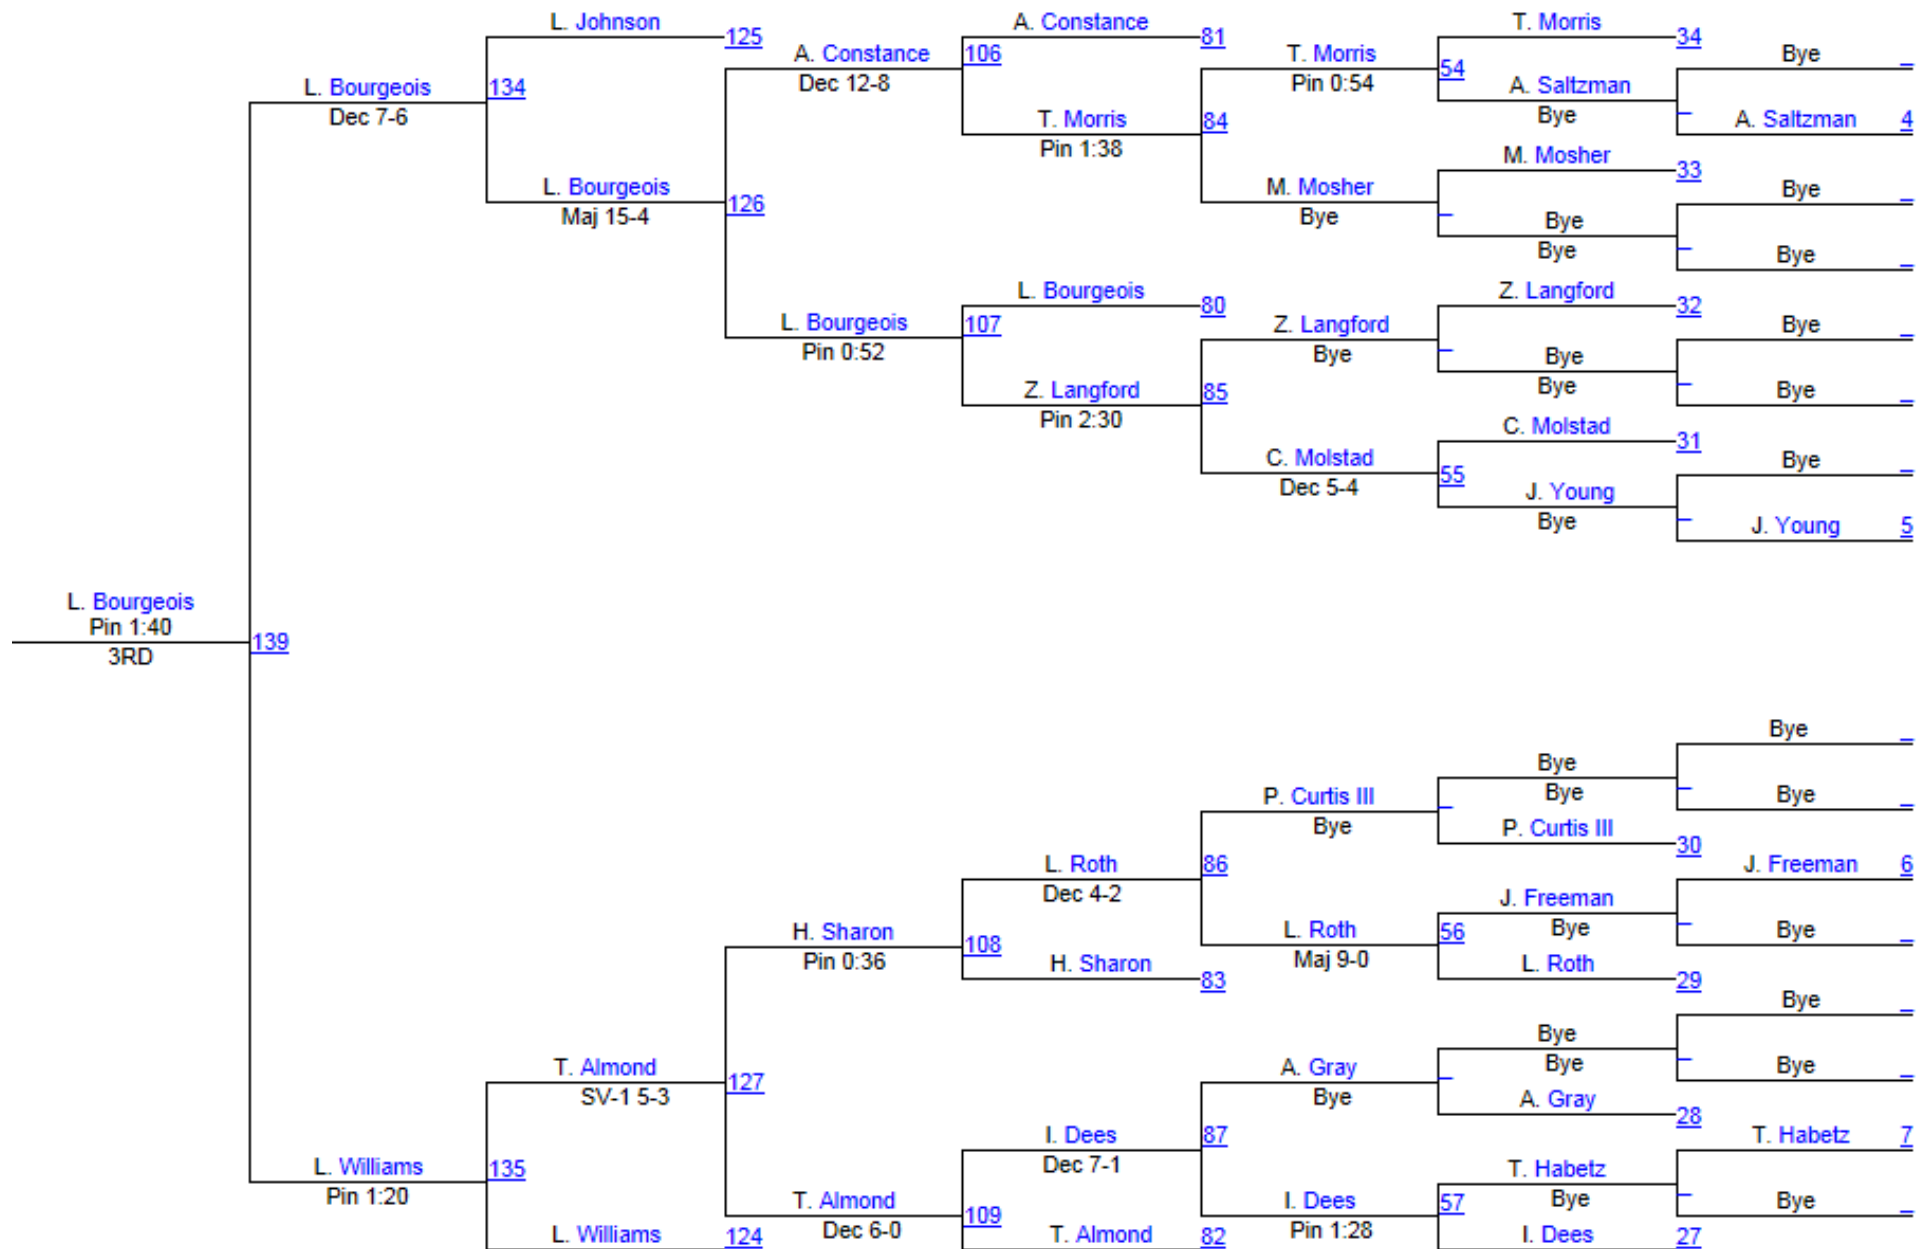 L. Johnson
125
A. Constance
81
T. Morris
34
Bye
_
A. Constance
Dec 12-8
106
T. Morris
Pin 0:54
54
A. Saltzman
Bye
_
A. Saltzman
4
L. Bourgeois
Dec 7-6
134
T. Morris
Pin 1:38
84
M. Mosher
33
Bye
_
L. Bourgeois
Maj 15-4
126
M. Mosher
Bye
_
Bye
Bye
_
Bye
_
L. Bourgeois
80
Z. Langford
32
Bye
_
L. Bourgeois
Pin 0:52
107
Z. Langford
Bye
_
Bye
Bye
_
Bye
_
Z. Langford
Pin 2:30
85
C. Molstad
31
Bye
_
C. Molstad
Dec 5-4
55
J. Young
Bye
_
J. Young
5
L. Bourgeois
Pin 1:40
3RD
139
Bye
_
P. Curtis III
Bye
_
Bye
Bye
_
Bye
_
P. Curtis III
30
L. Roth
Dec 4-2
86
J. Freeman
6
H. Sharon
Pin 0:36
108
L. Roth
Maj 9-0
56
J. Freeman
Bye
_
Bye
_
H. Sharon
83
L. Roth
29
Bye
_
T. Almond
SV-1 5-3
127
A. Gray
Bye
_
Bye
Bye
_
Bye
_
A. Gray
28
I. Dees
Dec 7-1
87
T. Habetz
7
L. Williams
Pin 1:20
135
T. Almond
Dec 6-0
109
I. Dees
Pin 1:28
57
T. Habetz
Bye
_
Bye
_
L. Williams
124
T. Almond
82
I. Dees
27